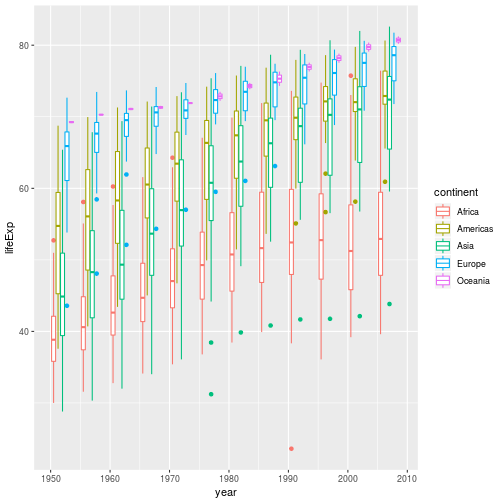 80
60
40
lifeExp
1950 1960 1970 1980 1990 2000 2010
year
continent
Africa
Americas
Asia
Europe
Oceania